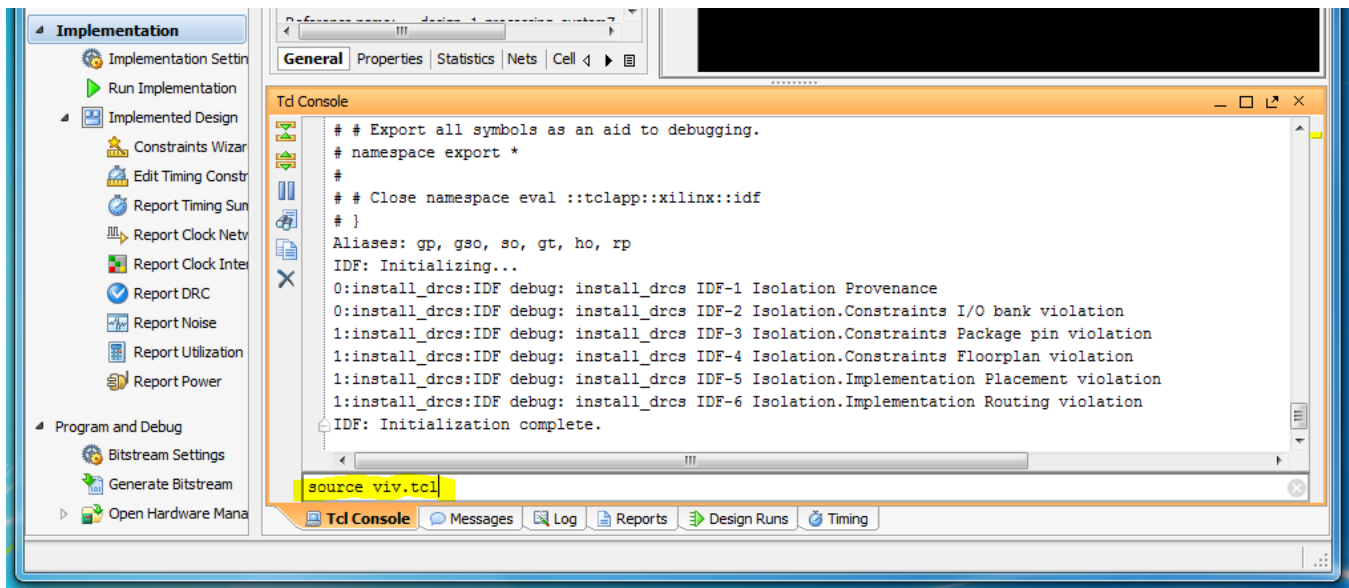 Implementation
Implementation Settin
Run Implementation
Implemented Design
Constraints Wizar
Edit Timing Constr
Report Timing Sum
Report Clock Netw
Report Clock Inter
Report DRC
Report Noise
Report Utilization
Report Power
Program and Debug
Bitstream Settings
Generate Bitstream
Open Hardware Mana
General Properties Statistics Nets Cell
Tcl Console
# # Export all symbols as an aid to debugging.
# namespace export *
#
# # Close namespace eval ::tclapp::xilinx::idf
# }
Aliases: gp, gso, so, gt, ho, rp
IDF: Initializing...
0:install_drcs:IDF debug: install_drcs IDF-1 Isolation Provenance
0:install_drcs:IDF debug: install_drcs IDF-2 Isolation.Constraints I/O bank violation
1:install_drcs:IDF debug: install_drcs IDF-3 Isolation.Constraints Package pin violation
1:install_drcs:IDF debug: install_drcs IDF-4 Isolation.Constraints Floorplan violation
1:install_drcs:IDF debug: install_drcs IDF-5 Isolation.Implementation Placement violation
1:install_drcs:IDF debug: install_drcs IDF-6 Isolation.Implementation Routing violation
IDF: Initialization complete.
source viv.tcl
Tcl Console Messages Log Reports Design Runs Timing